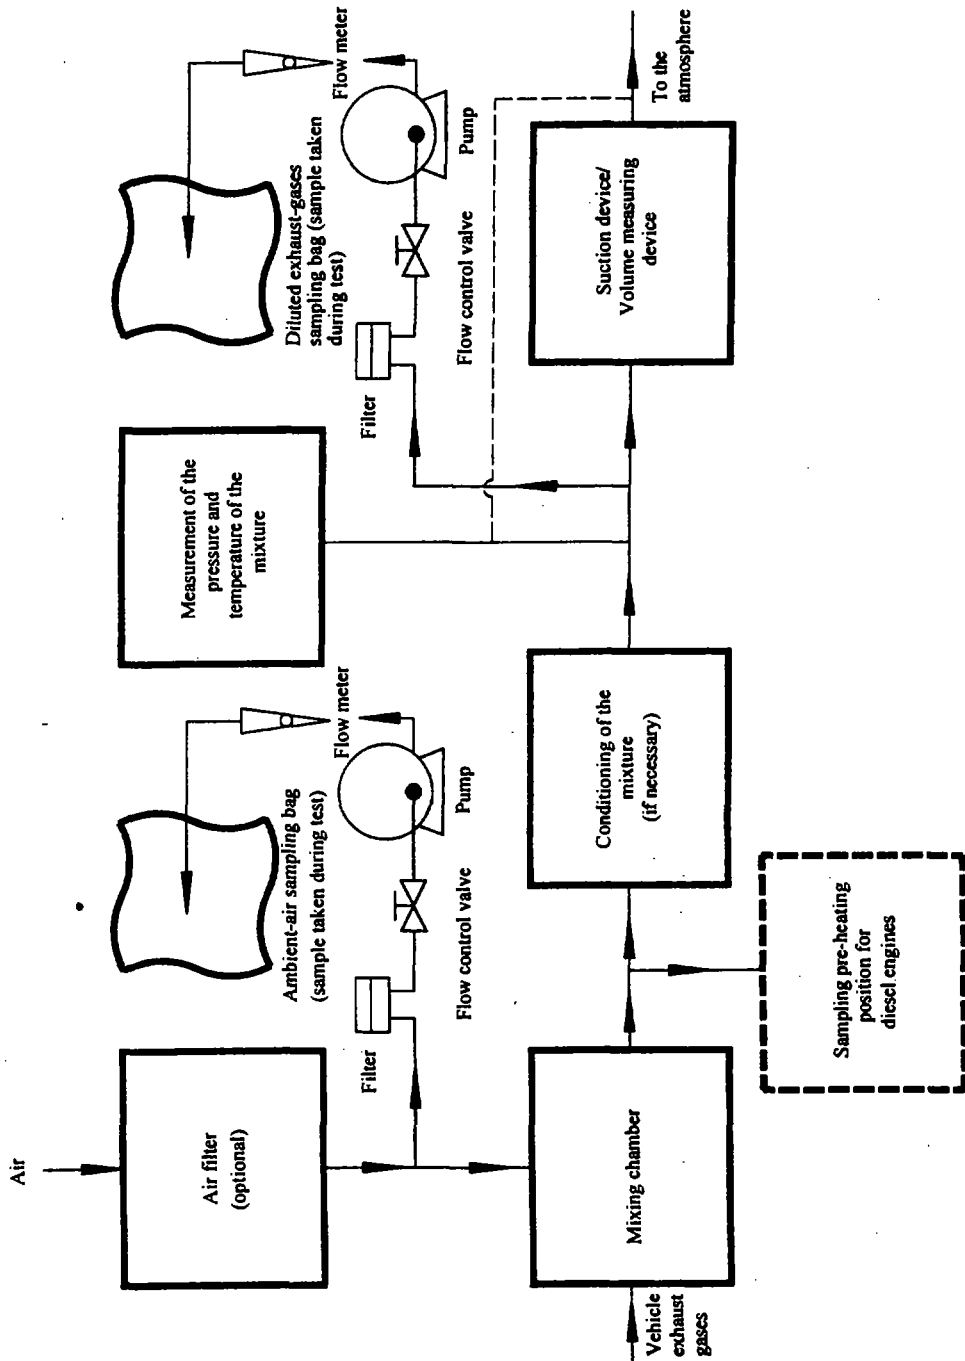 Air
Air filter
(optional)
Ambient-air sampling bag
(sample taken during test)
Flow meter
Filter
Flow control valve
Pump
Measurement of the
pressure and
temperature of the
mixture
Diluted exhaust-gases
sampling bag (sample taken
during test)
Flow meter
Filter
Flow control valve
Pump
Vehicle
exhaust
gases
Mixing chamber
Conditioning of the
mixture
(if necessary)
Suction device/
Volume measuring
device
To the
atmosphere
Sampling pre-heating
position for
diesel engines